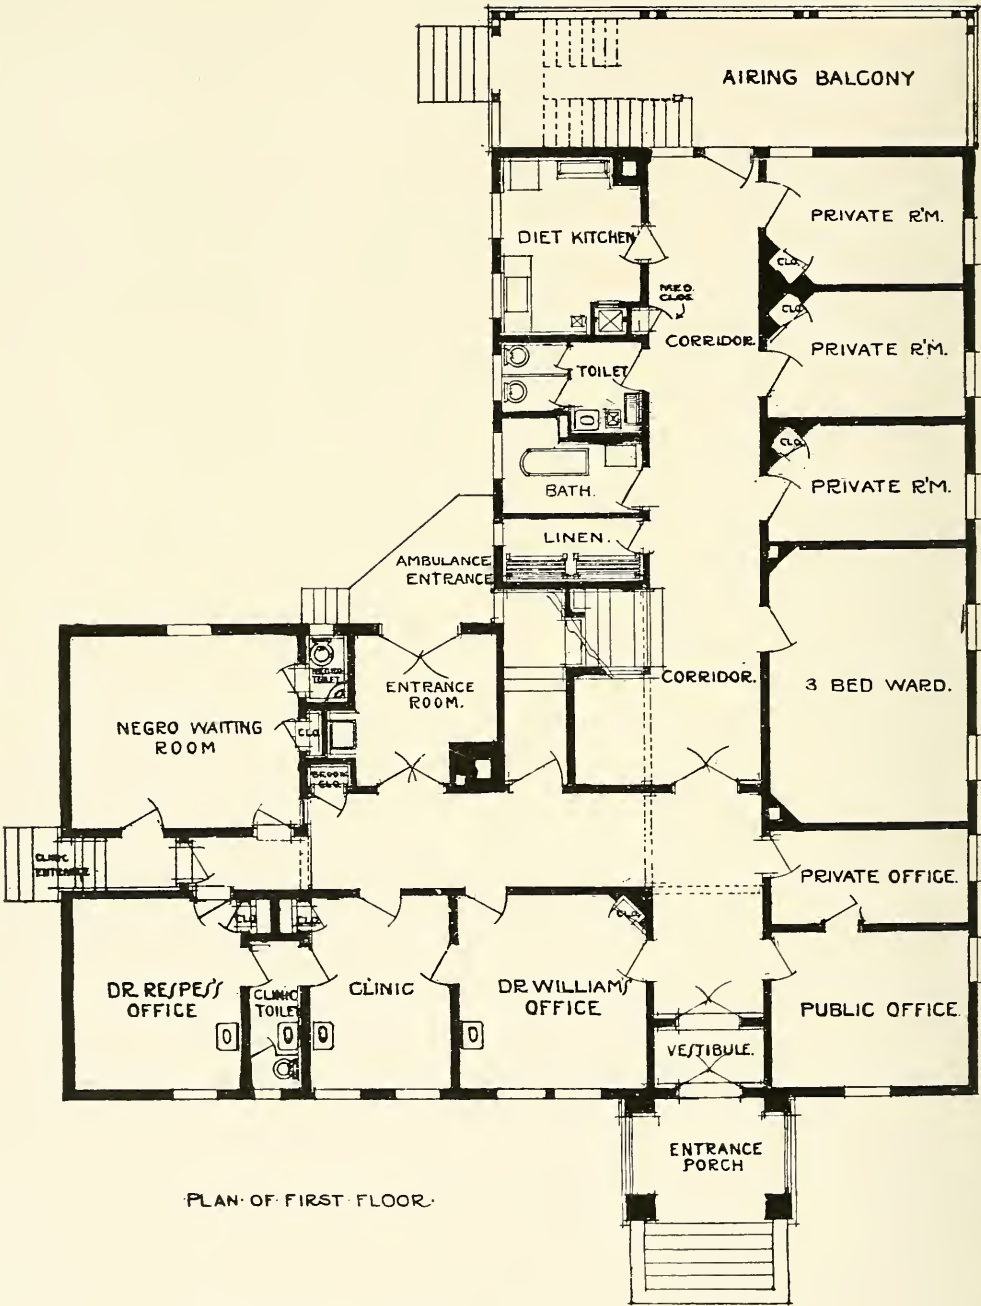 AIRING BALCONY
PRIVATE R'M.
DIET KITCHEN
CLO.
MED.
CLOS.
CLO.
CORRIDOR.
PRIVATE R'M.
TOILET
CLO.
PRIVATE R'M.
BATH.
LINEN.
AMBULANCE
ENTRANCE
TOILET
ENTRANCE
ROOM.
CORRIDOR.
3 BED WARD.
NEGRO WAITING
ROOM
CLO.
BROOM
CLO.
CLINIC
ENTRANCE
PRIVATE OFFICE.
CLO.
CLO.
CLO.
DR. RESPESS'S
OFFICE
CLINIC
TOILET
CLINIC
DR. WILLIAM'S
OFFICE
PUBLIC OFFICE.
VESTIBULE.
ENTRANCE
PORCH
·PLAN·OF·FIRST·FLOOR·